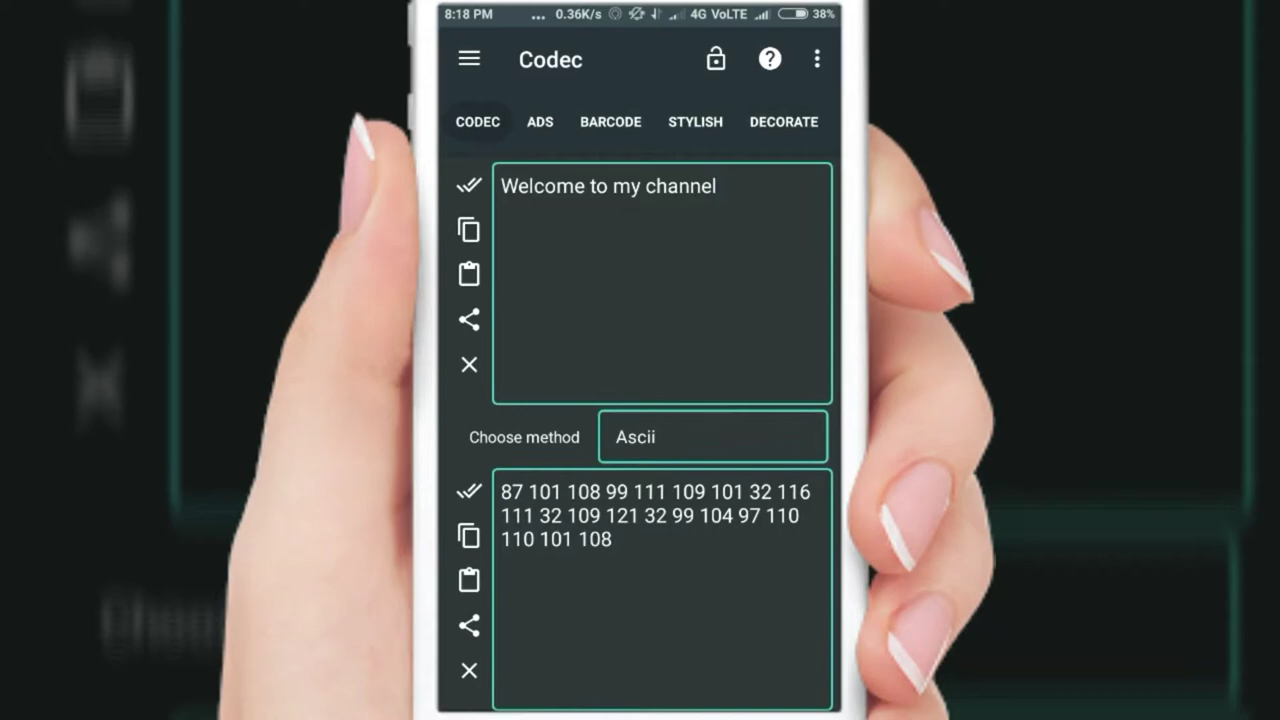 8:18 PM ... 0.36K/s 4G VoLTE 38%
Codec
CODEC ADS BARCODE STYLISH DECORATE
Welcome to my channel
Choose method Ascii
87 101 108 99 111 109 101 32 116
111 32 109 121 32 99 104 97 110
110 101 108